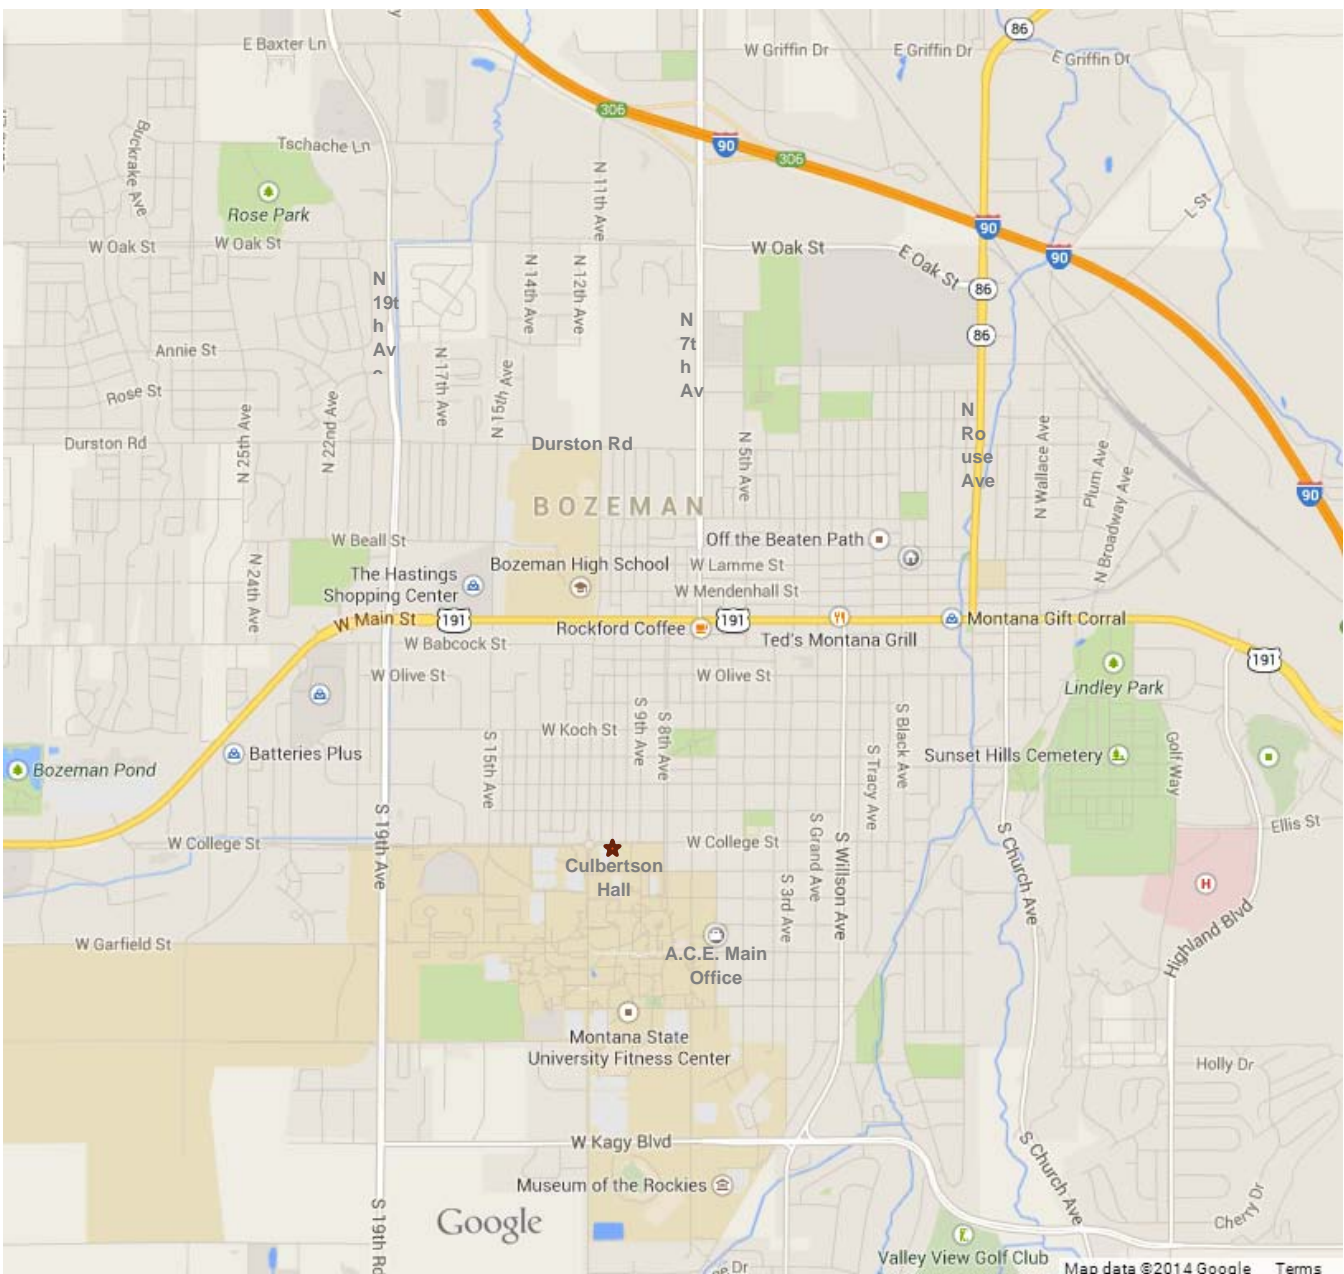 86
E Baxter Ln
W Griffin Dr
E Griffin Dr
E Griffin Dr
306
90
306
Buckrake Ave
Tschache Ln
N 11th Ave
Rose Park
L St
W Oak St
W Oak St
W Oak St
E Oak St
90
90
86
86
N
19t
h
Av
N 14th Ave
N 12th Ave
N
7t
h
Av
Annie St
Rose St
N 17th Ave
N 15th Ave
N 25th Ave
N 22nd Ave
Durston Rd
Durston Rd
N 5th Ave
N
Ro
use
Ave
N Wallace Ave
Plum Ave
N Broadway Ave
90
BOZEMAN
W Beall St
Off the Beaten Path
N 24th Ave
The Hastings
Shopping Center
Bozeman High School
W Lamme St
W Mendenhall St
W Main St
191
Rockford Coffee
191
Ted's Montana Grill
Montana Gift Corral
191
W Babcock St
W Olive St
W Olive St
Lindley Park
W Koch St
S 9th Ave
S 8th Ave
S 15th Ave
S Black Ave
S Tracy Ave
Sunset Hills Cemetery
Golf Way
Bozeman Pond
Batteries Plus
S 19th Ave
W College St
W College St
Ellis St
Culbertson
Hall
S Grand Ave
S Willson Ave
S 3rd Ave
S Church Ave
H
Highland Blvd
W Garfield St
A.C.E. Main
Office
Montana State
University Fitness Center
Holly Dr
W Kagy Blvd
S Church Ave
Museum of the Rockies
Cherry Dr
S 19th Rd
Google
Valley View Golf Club
Dr
Map data ©2014 Google
Terms